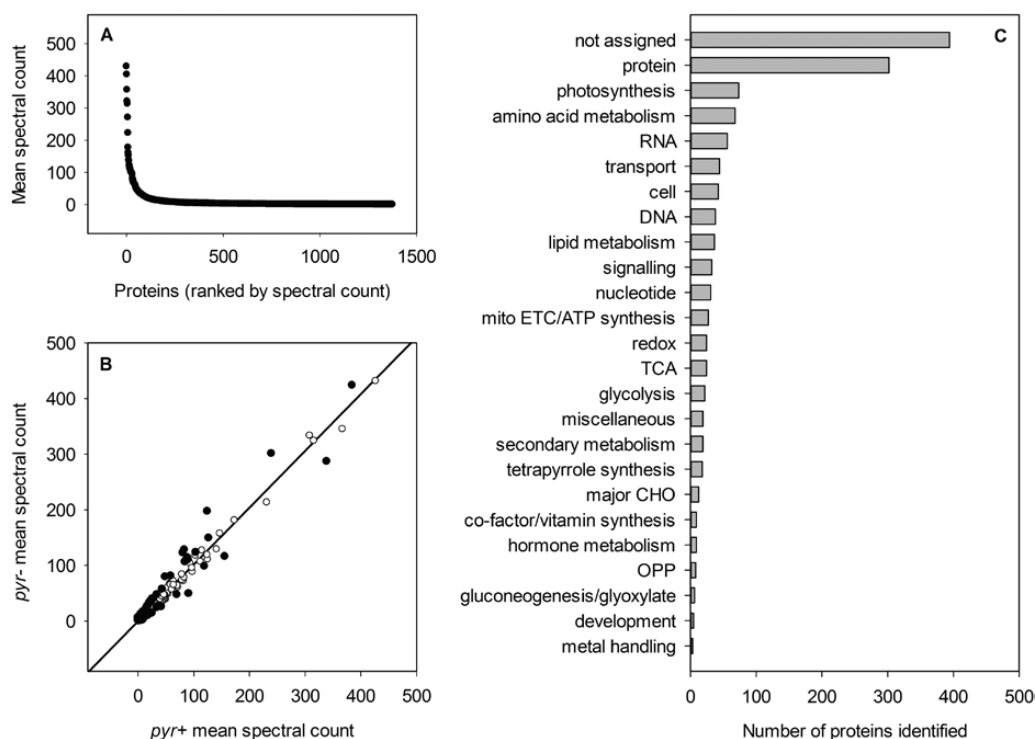 A
500
400
300
200
100
0
Mean spectral count
0
500
1000
1500
Proteins (ranked by spectral count)
B
500
400
300
200
100
0
pyr- mean spectral count
0
100
200
300
400
500
pyr+ mean spectral count
C
not assigned
protein
photosynthesis
amino acid metabolism
RNA
transport
cell
DNA
lipid metabolism
signalling
nucleotide
mito ETC/ATP synthesis
redox
TCA
glycolysis
miscellaneous
secondary metabolism
tetrapyrrole synthesis
major CHO
co-factor/vitamin synthesis
hormone metabolism
OPP
gluconeogenesis/glyoxylate
development
metal handling
0
100
200
300
400
500
Number of proteins identified